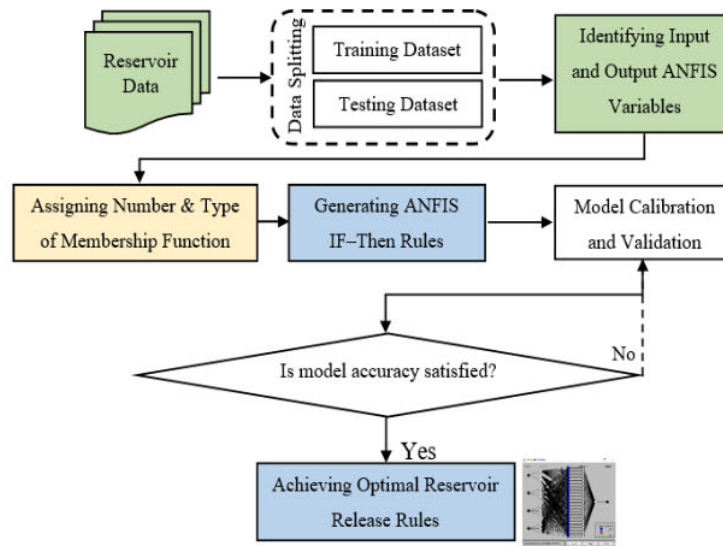 Reservoir
Data
Data Splitting
Training Dataset
Testing Dataset
Identifying Input
and Output ANFIS
Variables
Assigning Number & Type
of Membership Function
Generating ANFIS
IF–Then Rules
Model Calibration
and Validation
Is model accuracy satisfied?
No
Yes
Achieving Optimal Reservoir
Release Rules